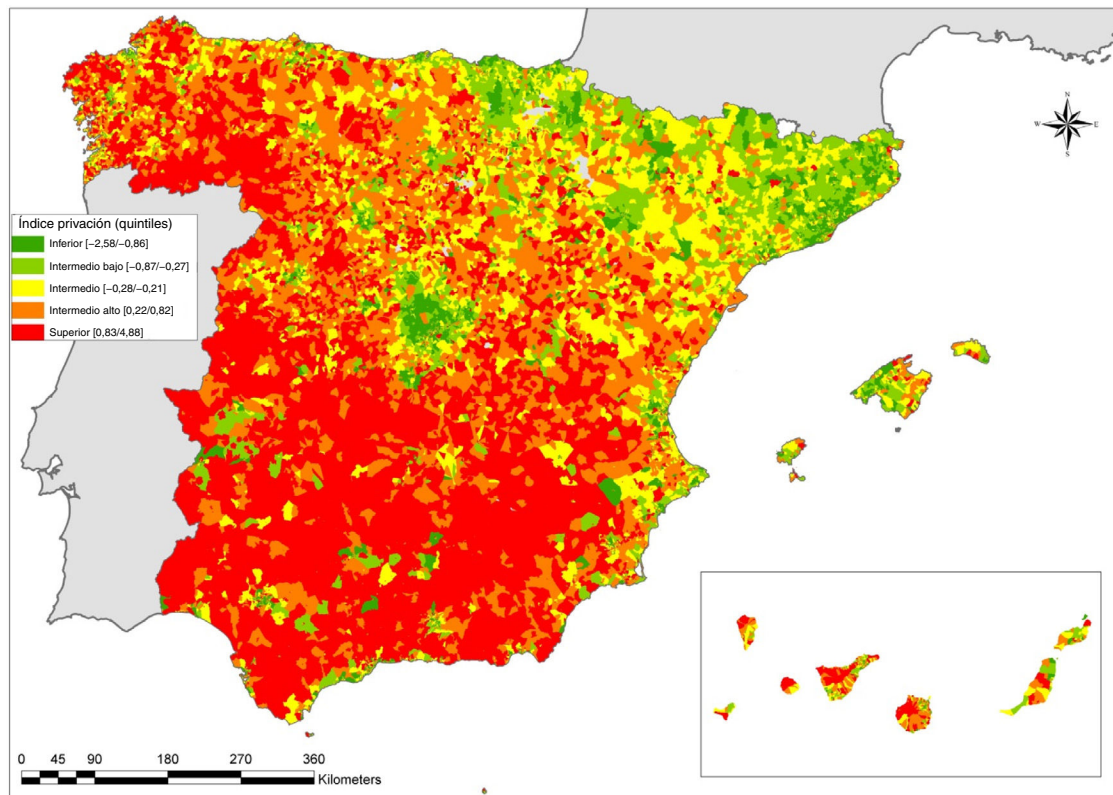 N
W E
S
Índice privación (quintiles)
Inferior [–2,58/–0,86]
Intermedio bajo [–0,87/–0,27]
Intermedio [–0,28/–0,21]
Intermedio alto [0,22/0,82]
Superior [0,83/4,88]
0 45 90 180 270 360
Kilometers